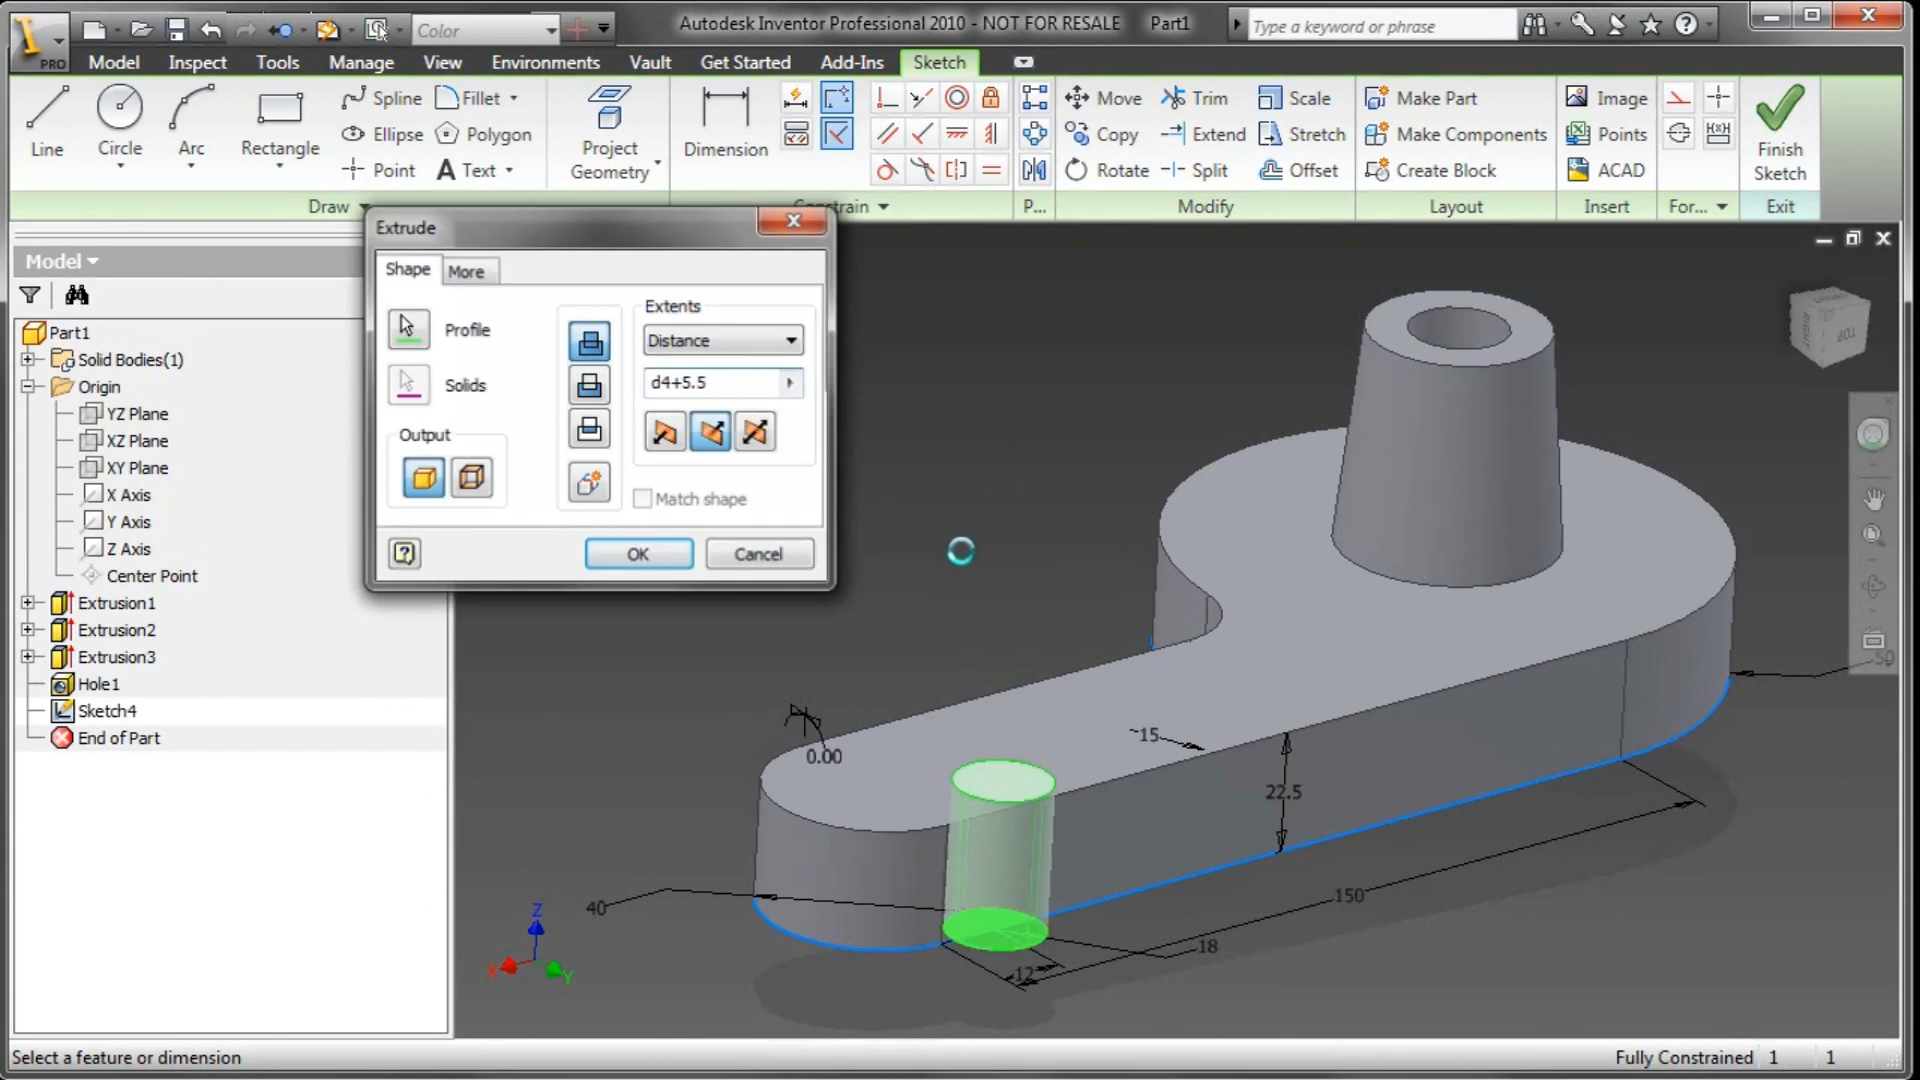 Color
Autodesk Inventor Professional 2010 - NOT FOR RESALE Part1
Type a keyword or phrase
PRO
Model Inspect Tools Manage View Environments Vault Get Started Add-Ins Sketch
Line
Circle
Arc
Rectangle
Spline
Ellipse
Point
Fillet
Polygon
A Text
Project
Geometry
Dimension
Move
Copy
Rotate
Trim
Extend
Split
Scale
Stretch
Offset
Make Part
Make Components
Create Block
Image
Points
ACAD
Finish
Sketch
Draw
Constrain
P...
Modify
Layout
Insert
For...
Exit
Model
Part1
Solid Bodies(1)
Origin
YZ Plane
XZ Plane
XY Plane
X Axis
Y Axis
Z Axis
Center Point
Extrusion1
Extrusion2
Extrusion3
Hole1
Sketch4
End of Part
Extrude
Shape
More
Profile
Solids
Output
Extents
Distance
d4+5.5
Match shape
OK
Cancel
RIGHT
TOP
50
15
0.00
22.5
150
40
18
12
Z
X
Y
Select a feature or dimension
Fully Constrained 1 1